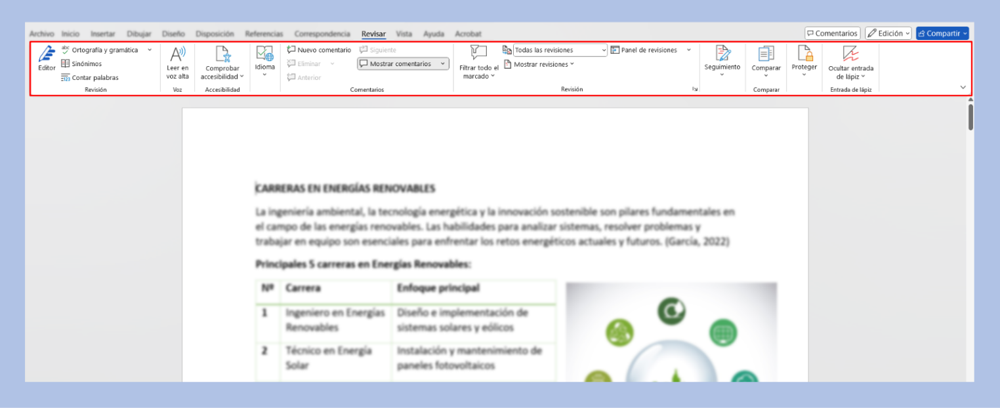 Archivo Inicio Insertar Dibujar Diseño Disposición Referencias Correspondencia Revisar Vista Ayuda Acrobat Comentarios Edición Compartir
Editor
abc Ortografía y gramática
Sinónimos
123 Contar palabras
Revisión
A Leer en
voz alta
Voz
Comprobar
accesibilidad
Accesibilidad
Idioma
Nuevo comentario Siguiente
Eliminar Mostrar comentarios
Anterior
Comentarios
Filtrar todo el
marcado
Todas las revisiones Panel de revisiones
Mostrar revisiones
Revisión
Seguimiento
Comparar
Comparar
Proteger
Ocultar entrada
de lápiz
Entrada de lápiz
CARRERAS EN ENERGÍAS RENOVABLES
La ingeniería ambiental, la tecnología energética y la innovación sostenible son pilares fundamentales en
el campo de las energías renovables. Las habilidades para analizar sistemas, resolver problemas y
trabajar en equipo son esenciales para enfrentar los retos energéticos actuales y futuros. (García, 2022)
Principales 5 carreras en Energías Renovables:
Nº Carrera Enfoque principal
1 Ingeniero en Energías Diseño e implementación de
Renovables sistemas solares y eólicos
2 Técnico en Energía Instalación y mantenimiento de
Solar paneles fotovoltaicos